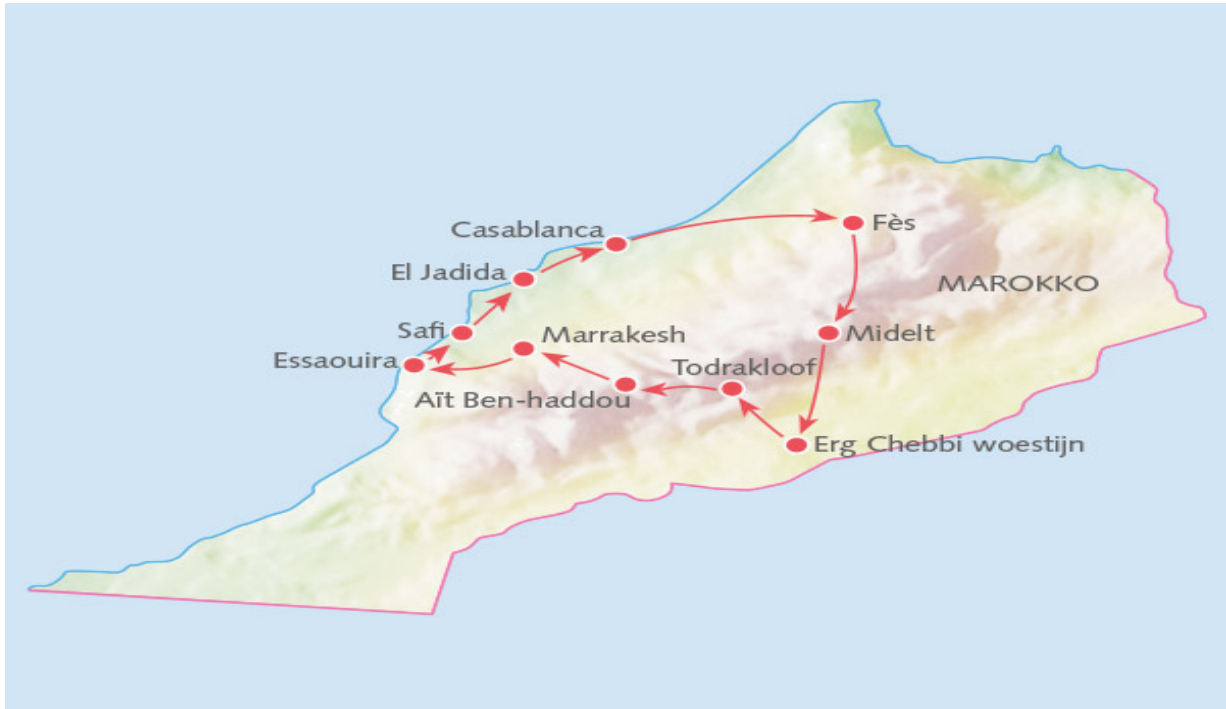 Casablanca
Fès
El Jadida
MAROKKO
Safi
Marrakesh
Midelt
Essaouira
Todrakloof
Aït Ben-haddou
Erg Chebbi woestijn